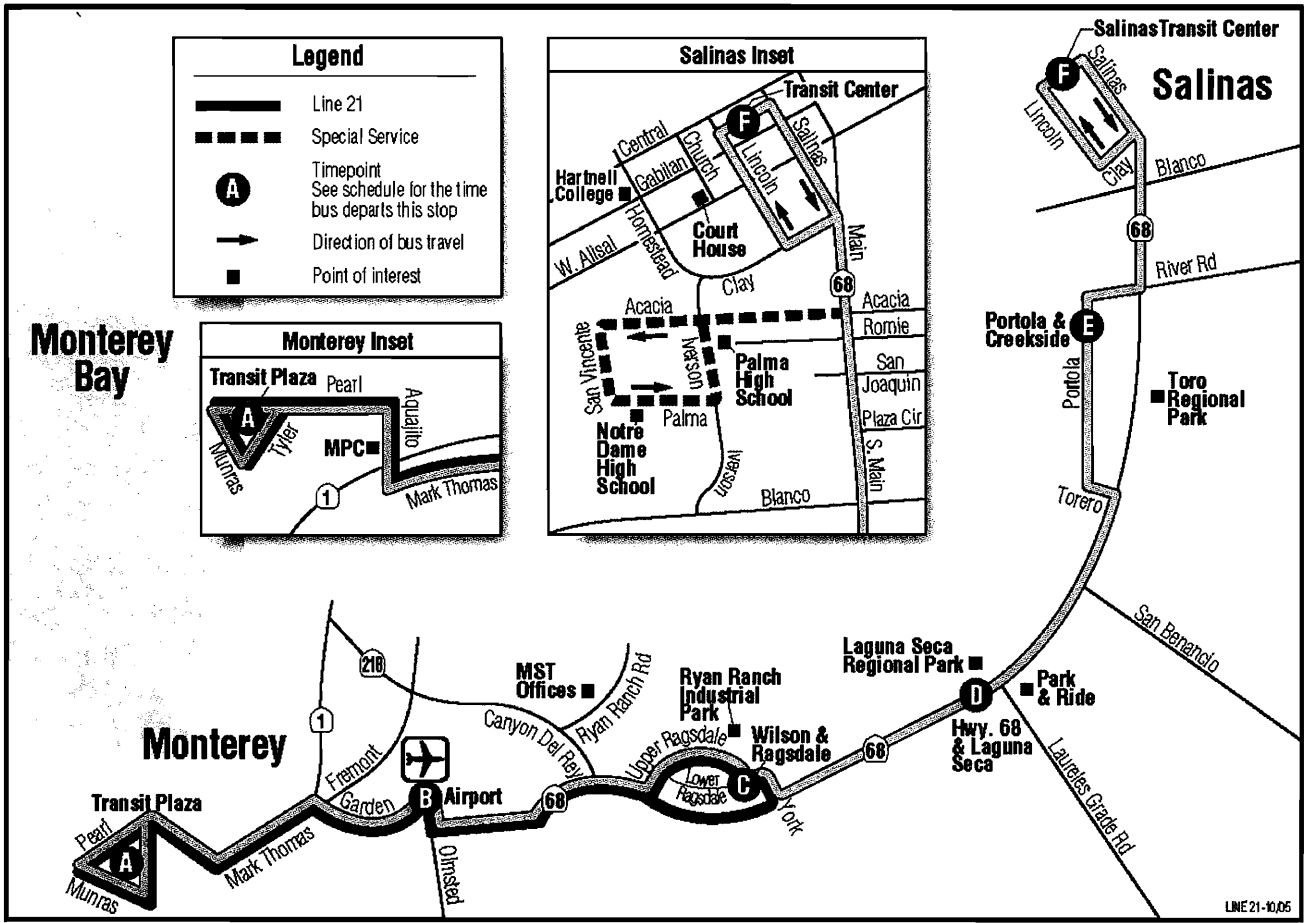 Legend
Line 21
Special Service
A
Timepoint
See schedule for the time
bus departs this stop
Direction of bus travel
Point of interest
Salinas Inset
Transit Center
F
Central
Church
Salinas
Lincoln
Gabilan
Hartnell
College
Court
House
Homestead
W. Alisal
Main
Clay
68
Acacia
Acacia
Romie
San Vincente
Iverson
Palma
High
School
San
Joaquin
Plaza Cir
Palma
Notre
Dame
High
School
S. Main
Iverson
Blanco
Salinas Transit Center
F
Salinas
Salinas
Lincoln
Clay
Blanco
68
River Rd
Portola &
Creekside
E
Portola
Toro
Regional
Park
Torero
San Benancio
Monterey
Bay
Monterey Inset
Transit Plaza
Pearl
A
Aquajito
Munras
Tyler
MPC
1
Mark Thomas
Laguna Seca
Regional Park
D
Park
& Ride
Hwy. 68
& Laguna
Seca
Laureles Grade Rd
218
MST
Offices
Ryan Ranch Rd
Ryan Ranch
Industrial
Park
Canyon Del Rey
Upper Ragsdale
Wilson &
Ragsdale
Lower
Ragsdale
C
68
York
1
Monterey
Fremont
Garden
B
Airport
68
Olmsted
Transit Plaza
Pearl
A
Munras
Mark Thomas
LINE 21-10/05